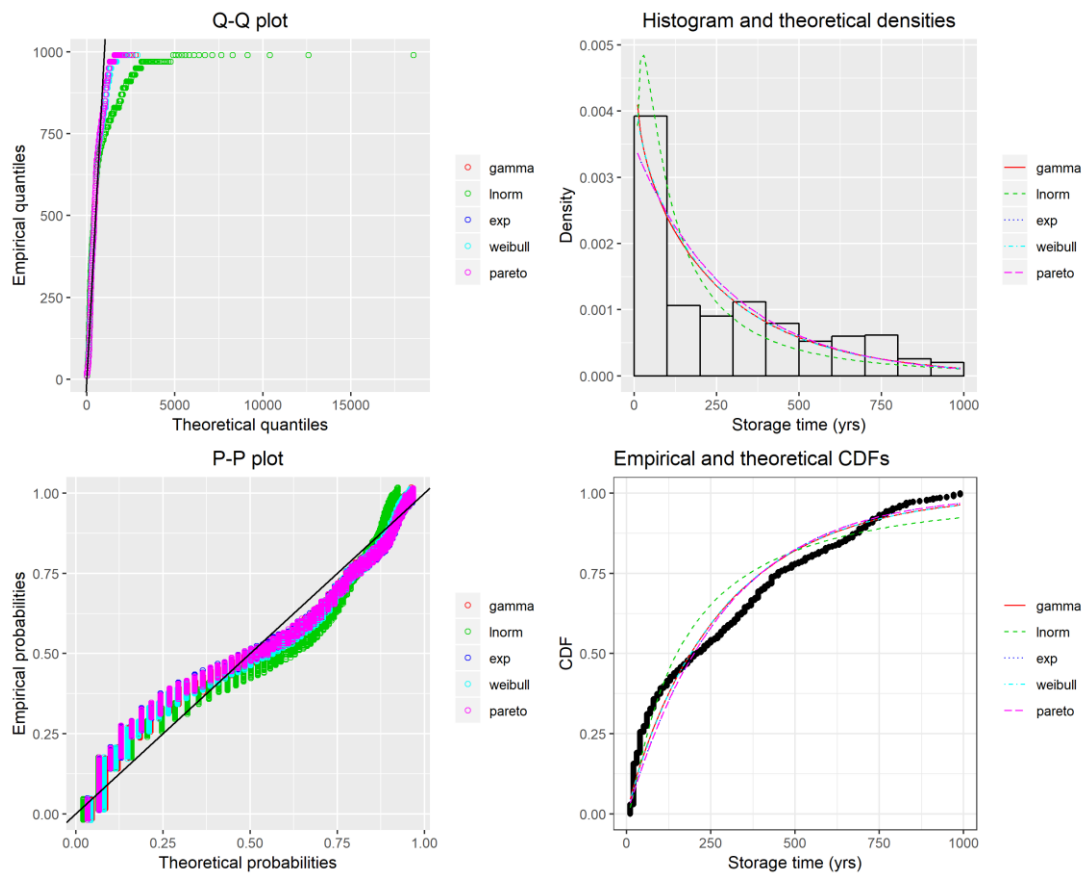 Q-Q plot
1000
750
500
250
0
Empirical quantiles
0 5000 10000 15000
Theoretical quantiles
gamma
lnorm
exp
weibull
pareto
Histogram and theoretical densities
0.005
0.004
0.003
0.002
0.001
0.000
Density
0 250 500 750 1000
Storage time (yrs)
gamma
lnorm
exp
weibull
pareto
P-P plot
1.00
0.75
0.50
0.25
0.00
Empirical probabilities
0.00 0.25 0.50 0.75 1.00
Theoretical probabilities
gamma
lnorm
exp
weibull
pareto
Empirical and theoretical CDFs
1.00
0.75
0.50
0.25
0.00
CDF
0 250 500 750 1000
Storage time (yrs)
gamma
lnorm
exp
weibull
pareto